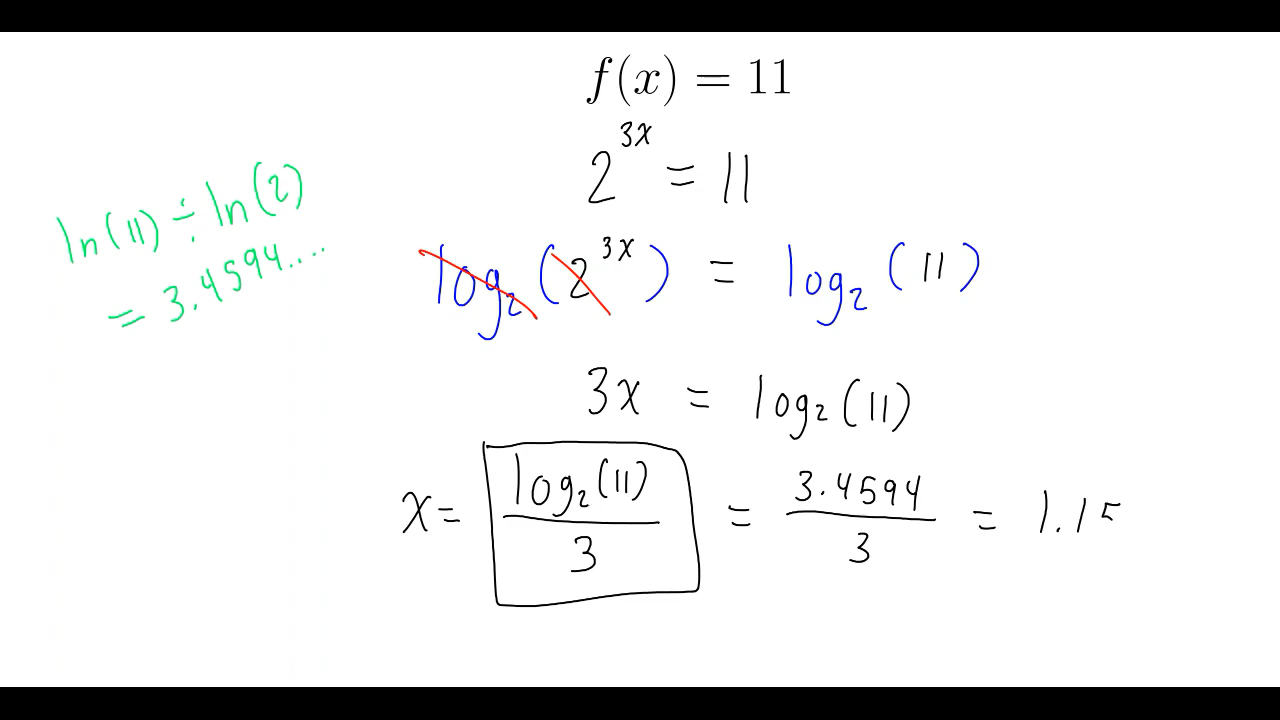 f(x) = 11
2^{3x} = 11
ln(11) ÷ ln(2)
= 3.4594....
log₂(2^{3x}) = log₂(11)
3x = log₂(11)
x = log₂(11)/3 = 3.4594/3 = 1.15